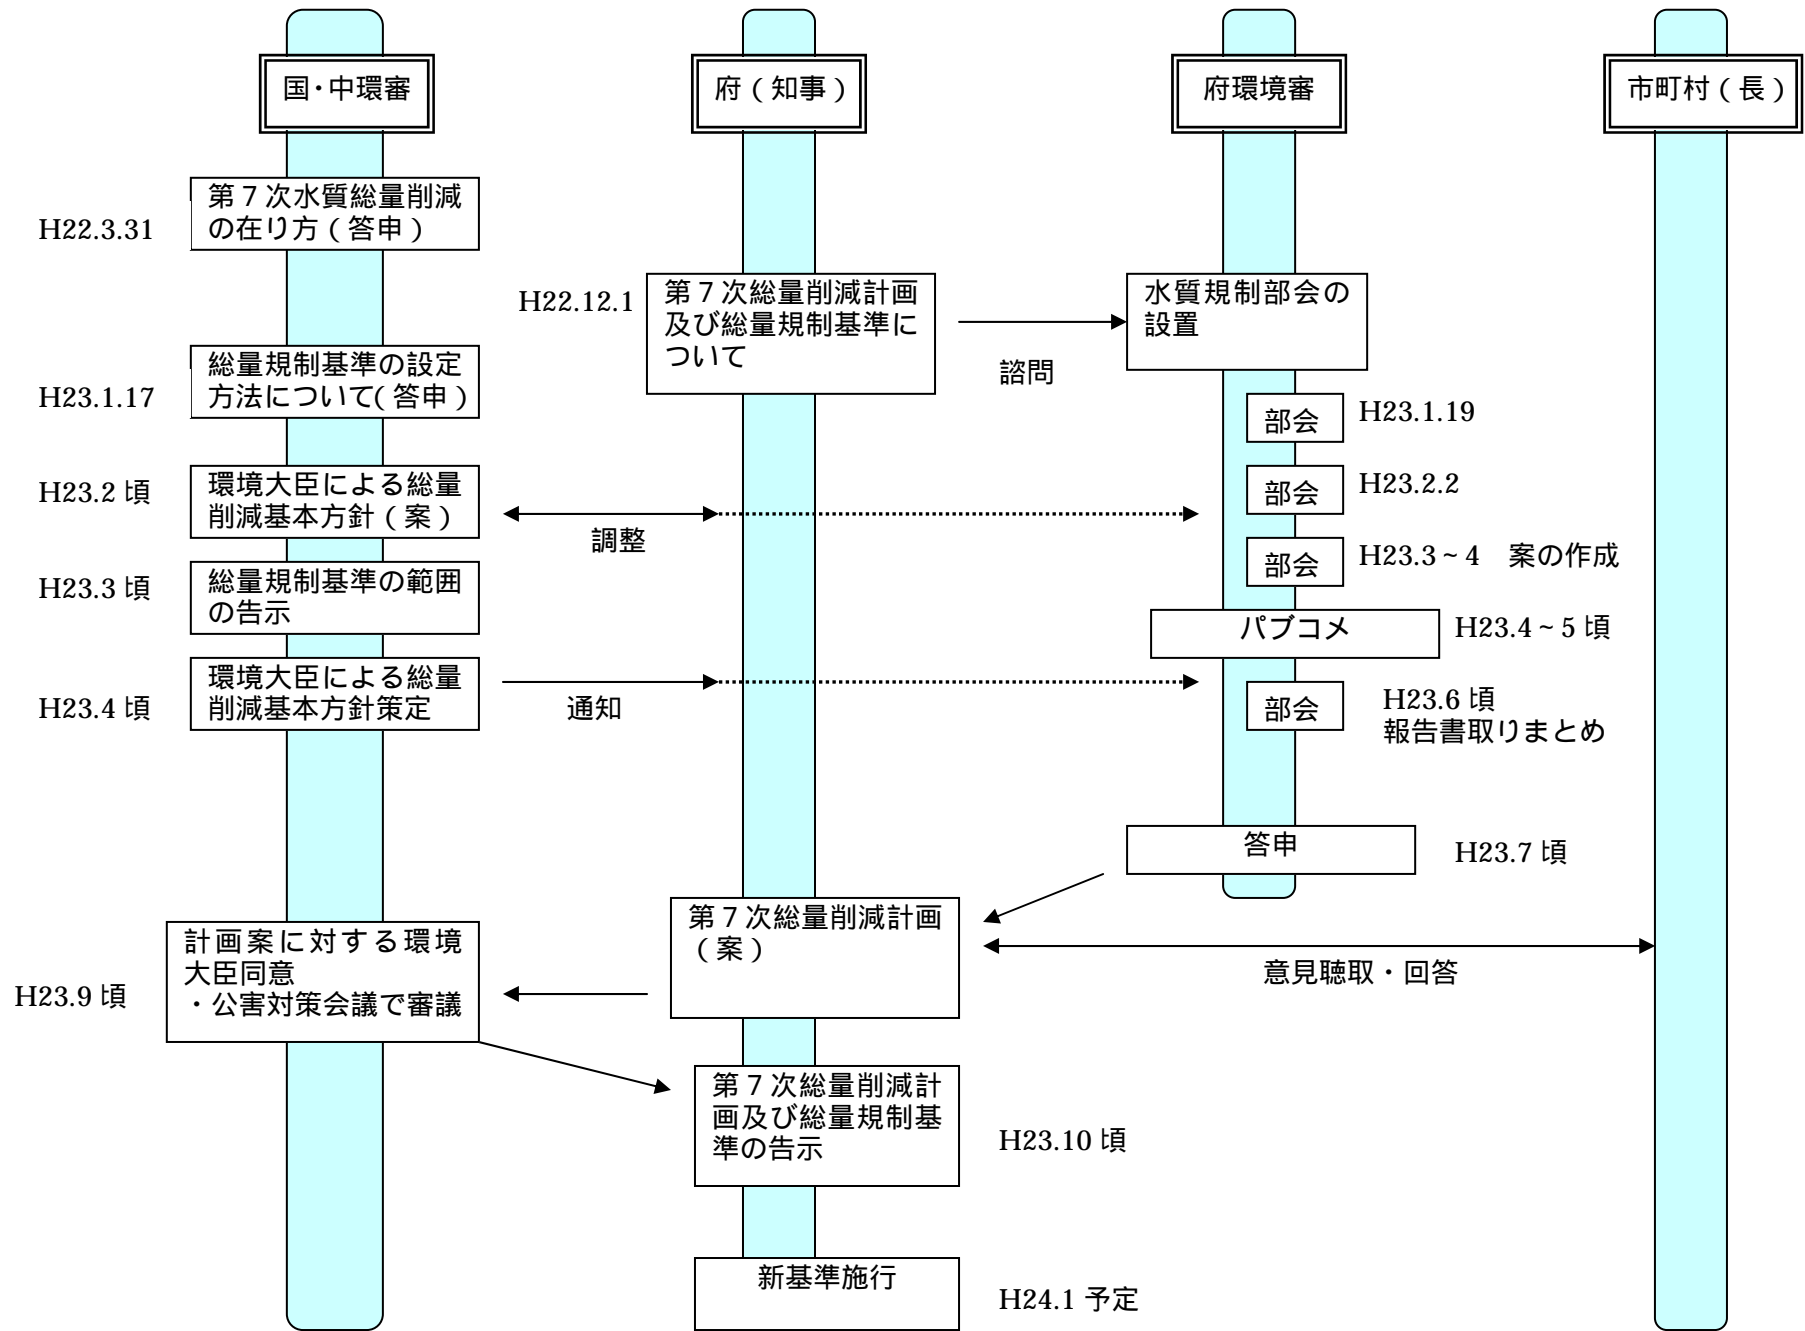 国・中環審
府（知事）
府環境審
市町村（長）
H22.3.31
第７次水質総量削減
の在り方（答申）
H22.12.1
第７次総量削減計画
及び総量規制基準に
ついて
諮問
水質規制部会の
設置
H23.1.17
総量規制基準の設定
方法について（答申）
部会
H23.1.19
H23.2 頃
環境大臣による総量
削減基本方針（案）
調整
部会
H23.2.2
部会
H23.3～4　案の作成
H23.3 頃
総量規制基準の範囲
の告示
パブコメ
H23.4～5 頃
H23.4 頃
環境大臣による総量
削減基本方針策定
通知
部会
H23.6 頃
報告書取りまとめ
答申
H23.7 頃
第７次総量削減計画
（案）
意見聴取・回答
H23.9 頃
計画案に対する環境
大臣同意
・公害対策会議で審議
第７次総量削減計
画及び総量規制基
準の告示
H23.10 頃
新基準施行
H24.1 予定